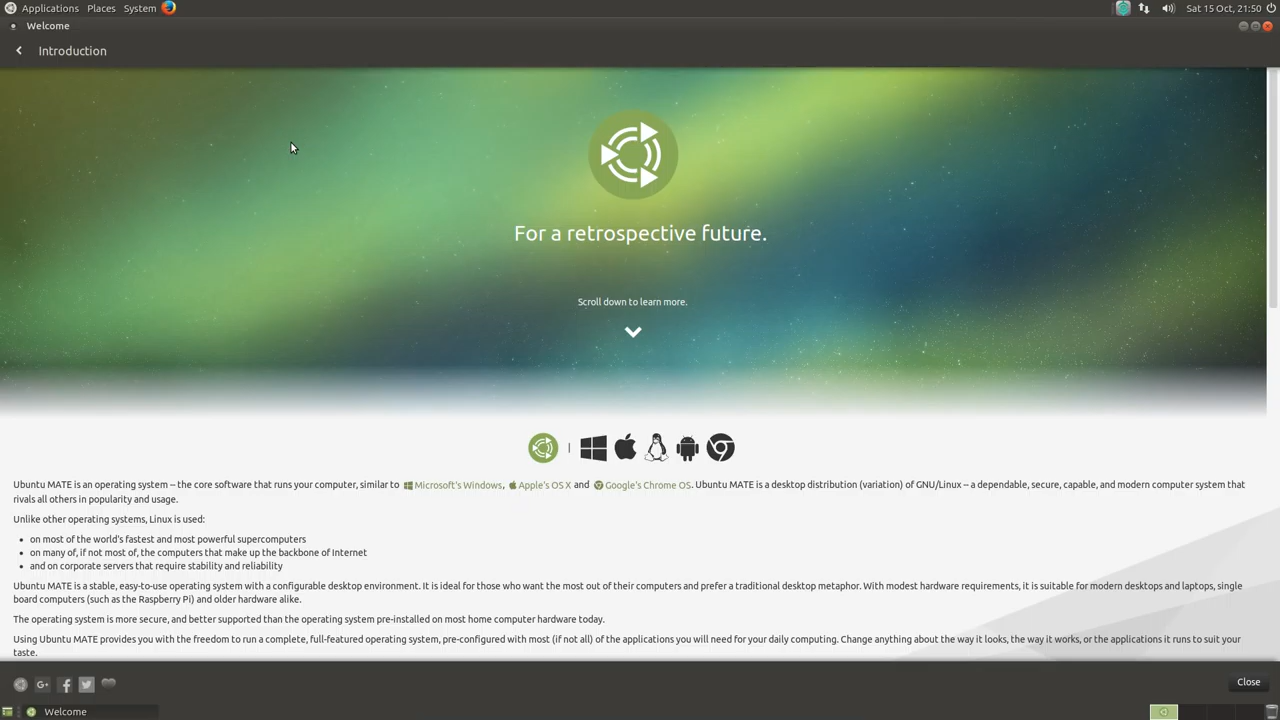 Applications Places System Sat 15 Oct, 21:50
Welcome
Introduction
For a retrospective future.
Scroll down to learn more.
Ubuntu MATE is an operating system – the core software that runs your computer, similar to Microsoft's Windows, Apple's OS X and Google's Chrome OS. Ubuntu MATE is a desktop distribution (variation) of GNU/Linux – a dependable, secure, capable, and modern computer system that
rivals all others in popularity and usage.
Unlike other operating systems, Linux is used:
• on most of the world's fastest and most powerful supercomputers
• on many of, if not most of, the computers that make up the backbone of Internet
• and on corporate servers that require stability and reliability
Ubuntu MATE is a stable, easy-to-use operating system with a configurable desktop environment. It is ideal for those who want the most out of their computers and prefer a traditional desktop metaphor. With modest hardware requirements, it is suitable for modern desktops and laptops, single
board computers (such as the Raspberry Pi) and older hardware alike.
The operating system is more secure, and better supported than the operating system pre-installed on most home computer hardware today.
Using Ubuntu MATE provides you with the freedom to run a complete, full-featured operating system, pre-configured with most (if not all) of the applications you will need for your daily computing. Change anything about the way it looks, the way it works, or the applications it runs to suit your
taste.
G+ Close
Welcome